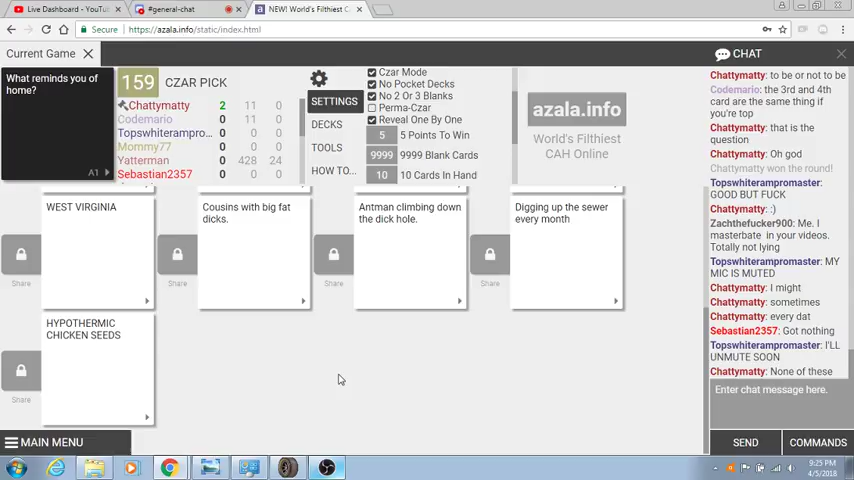 Live Dashboard - YouTu
#general-chat
NEW! World's Filthiest C
Secure
https://azala.info/static/index.html
Current Game
What reminds you of
home?
A1
159
CZAR PICK
Chattymatty 2 11 0
Codemario 0 11 0
Topswhiterampro... 0 0 0
Mommy77 0 0 0
Yatterman 0 428 24
Sebastian2357 0 0 0
SETTINGS
DECKS
TOOLS
HOW TO...
Czar Mode
No Pocket Decks
No 2 Or 3 Blanks
Perma-Czar
Reveal One By One
5 5 Points To Win
9999 9999 Blank Cards
10 10 Cards In Hand
azala.info
World's Filthiest
CAH Online
WEST VIRGINIA
Share
Cousins with big fat
dicks.
Share
Antman climbing down
the dick hole.
Share
Digging up the sewer
every month
Share
HYPOTHERMIC
CHICKEN SEEDS
Share
MAIN MENU
CHAT
Chattymatty: to be or not to be
Codemario: the 3rd and 4th
card are the same thing if
you're top
Chattymatty: that is the
question
Chattymatty: Oh god
Chattymatty won the round!
Topswhiterampromaster:
GOOD BUT FUCK
Chattymatty: :)
Zachthefucker900: Me. I
masterbate in your videos.
Totally not lying
Topswhiterampromaster: MY
MIC IS MUTED
Chattymatty: I might
Chattymatty: sometimes
Chattymatty: every dat
Sebastian2357: Got nothing
Topswhiterampromaster: I'LL
UNMUTE SOON
Chattymatty: None of these
Enter chat message here.
SEND
COMMANDS
9:25 PM
4/5/2018